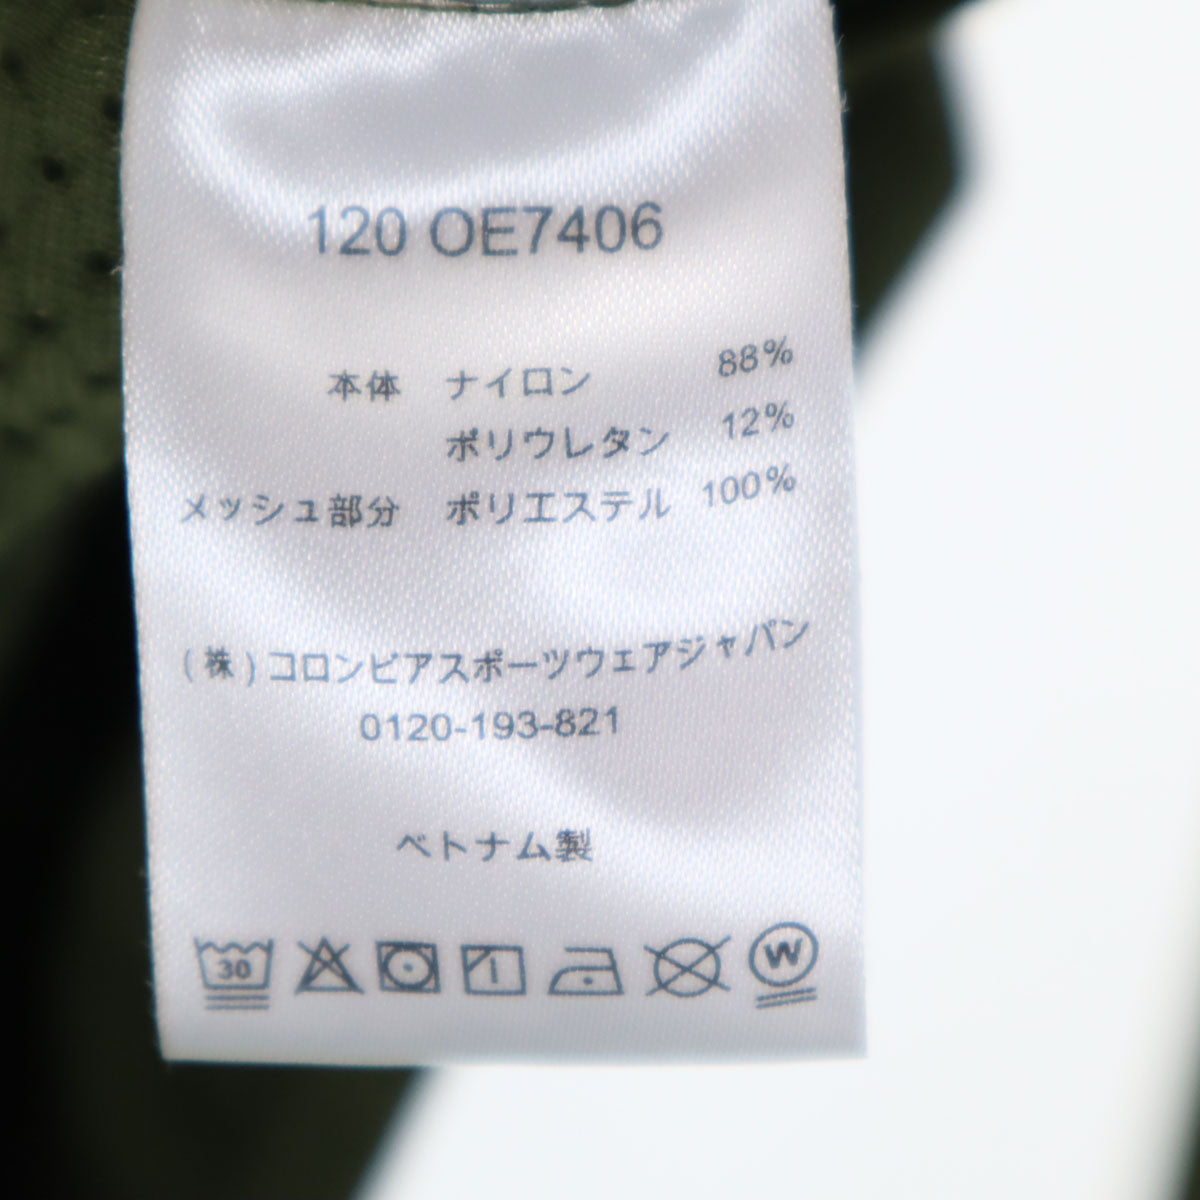 120 OE7406
本体 ナイロン 88%
ポリウレタン 12%
メッシュ部分 ポリエステル 100%
(株)コロンビアスポーツウェアジャパン
0120-193-821
ベトナム製
30 W